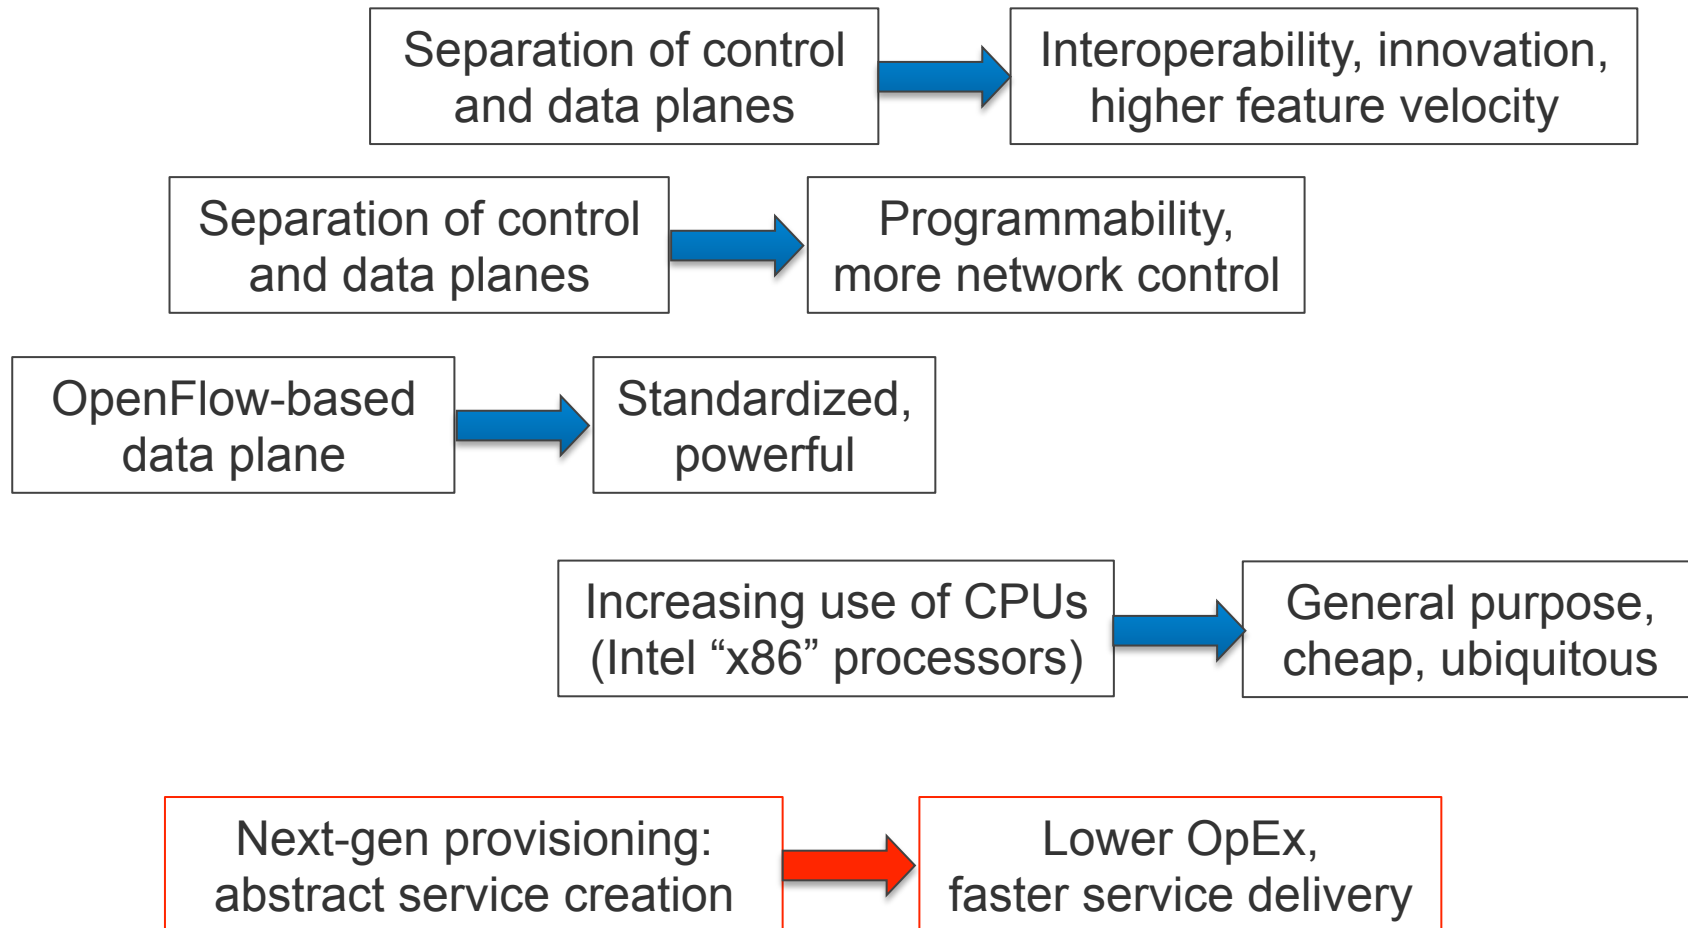 Separation of control
and data planes
Interoperability, innovation,
higher feature velocity
Separation of control
and data planes
Programmability,
more network control
OpenFlow-based
data plane
Standardized,
powerful
Increasing use of CPUs
(Intel “x86” processors)
General purpose,
cheap, ubiquitous
Next-gen provisioning:
abstract service creation
Lower OpEx,
faster service delivery